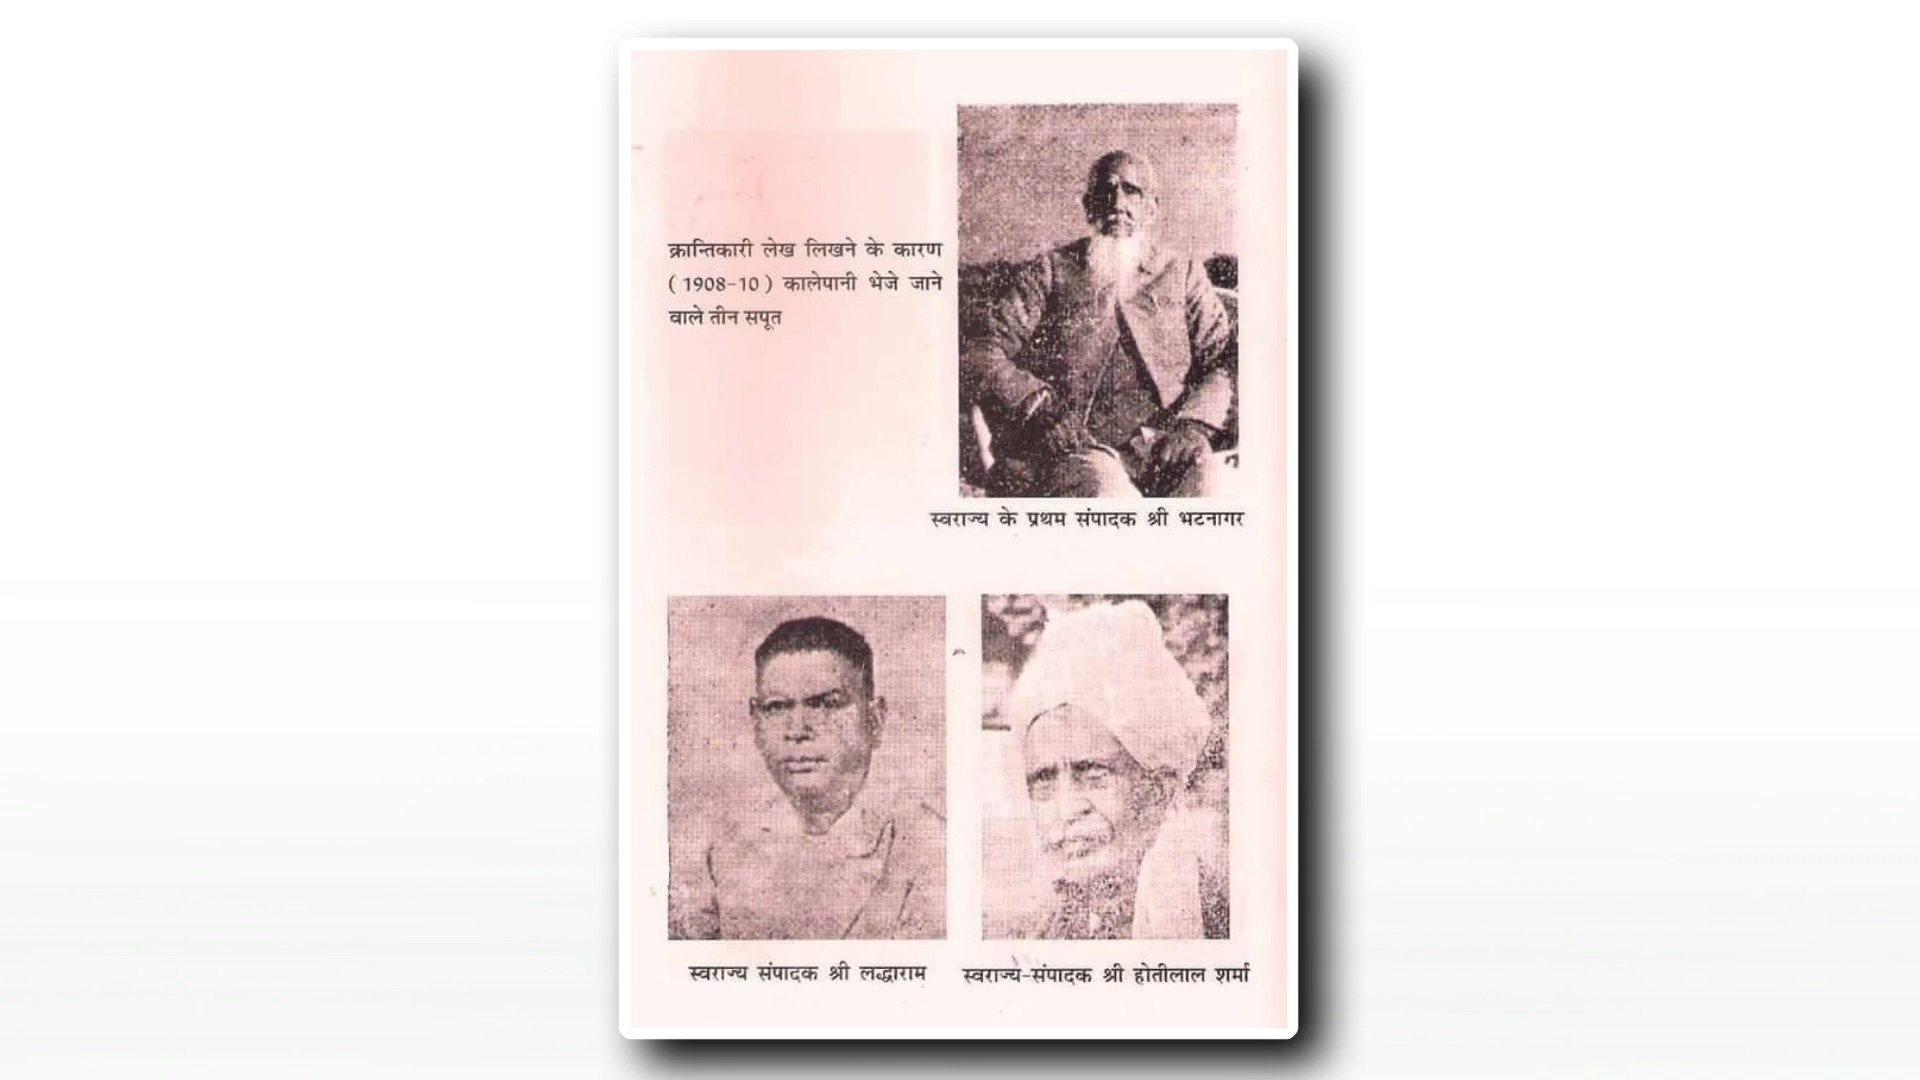 क्रान्तिकारी लेख लिखने के कारण
( 1908-10 ) कालेपानी भेजे जाने
वाले तीन सपूत
स्वराज्य के प्रथम संपादक श्री भटनागर
स्वराज्य संपादक श्री लद्धाराम
स्वराज्य-संपादक श्री होतीलाल शर्मा